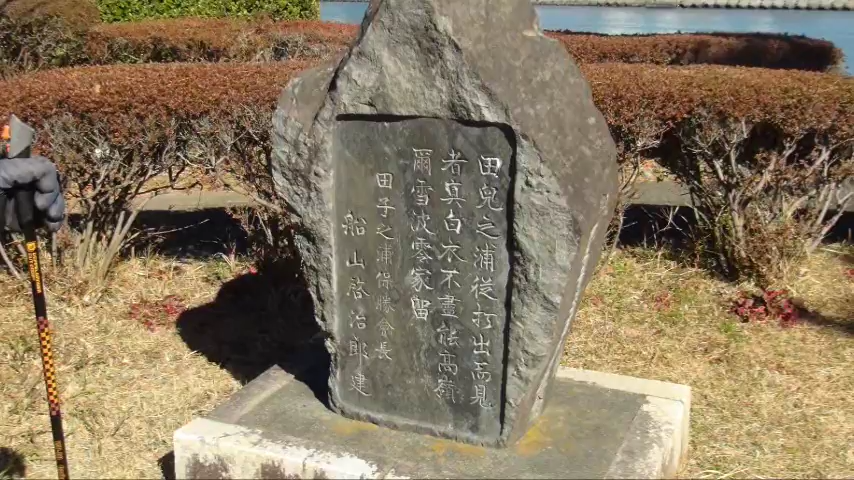 田兒之浦従打出而見
者真白衣不盡能高嶺
爾雪波零家留
田子之浦保勝会長
船山啓治郎建